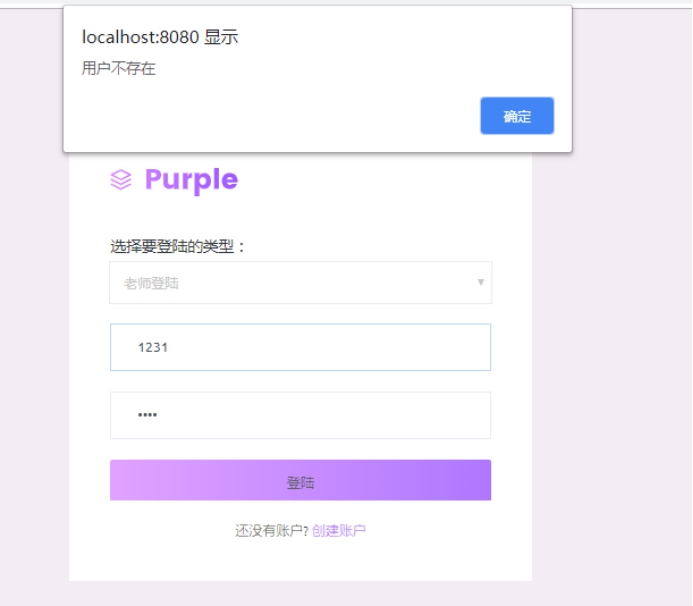 localhost:8080 显示
用户不存在
确定
Purple
选择要登陆的类型：
老师登陆
1231
••••
登陆
还没有账户? 创建账户